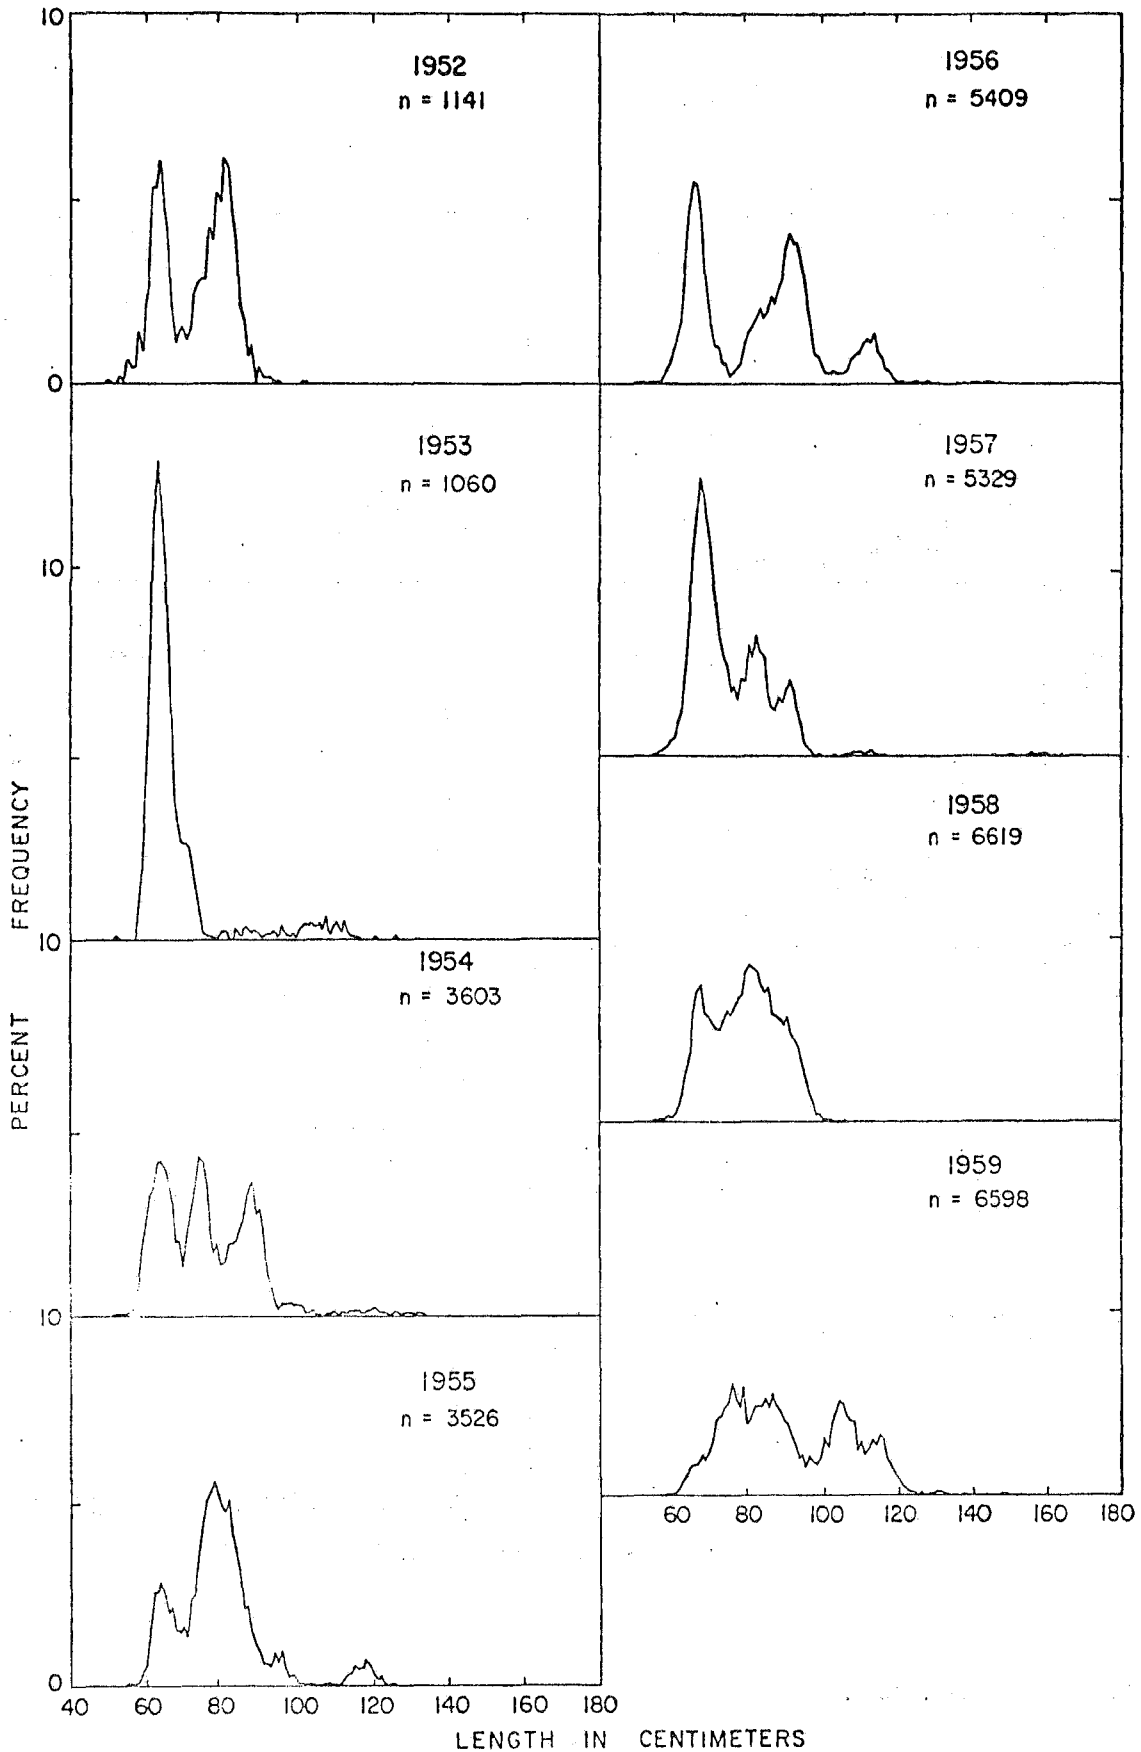 10
1952
n = 1141
0
1953
n = 1060
10
10
1954
n = 3603
10
1955
n = 3526
0
40 60 80 100 120 140 160 180
1956
n = 5409
1957
n = 5329
1958
n = 6619
1959
n = 6598
60 80 100 120 140 160 180
PERCENT FREQUENCY
LENGTH IN CENTIMETERS